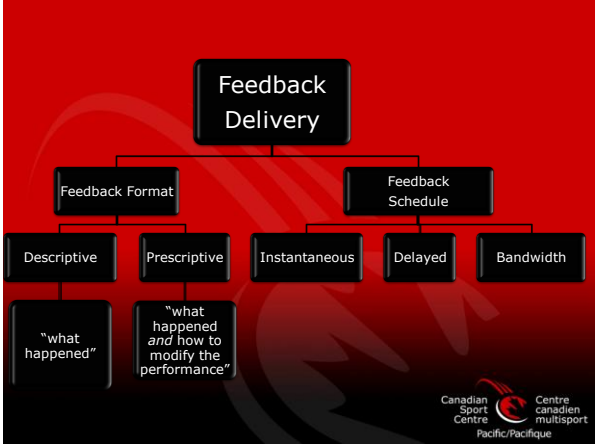 Feedback
Delivery
Feedback Format
Feedback
Schedule
Descriptive
Prescriptive
Instantaneous
Delayed
Bandwidth
“what
happened”
“what
happened
and how to
modify the
performance”
Canadian
Sport
Centre
Centre
canadien
multisport
Pacific/Pacifique